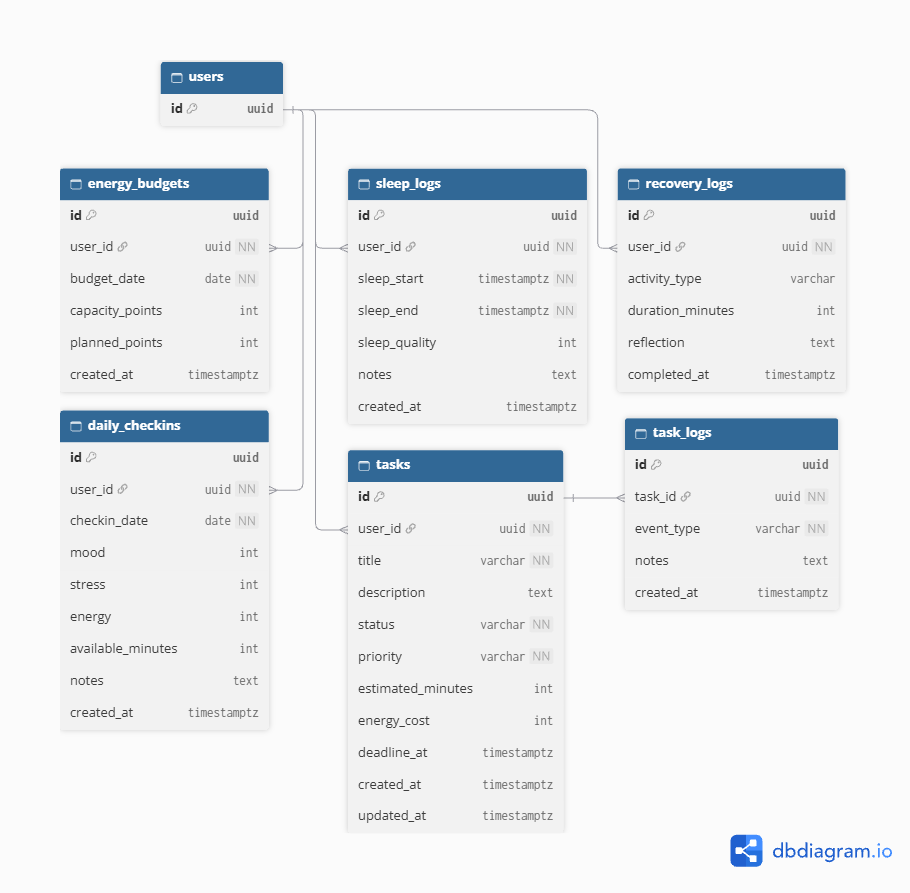 users
id uuid
energy_budgets
id uuid
user_id uuid NN
budget_date date NN
capacity_points int
planned_points int
created_at timestamptz
sleep_logs
id uuid
user_id uuid NN
sleep_start timestamptz NN
sleep_end timestamptz NN
sleep_quality int
notes text
created_at timestamptz
recovery_logs
id uuid
user_id uuid NN
activity_type varchar
duration_minutes int
reflection text
completed_at timestamptz
daily_checkins
id uuid
user_id uuid NN
checkin_date date NN
mood int
stress int
energy int
available_minutes int
notes text
created_at timestamptz
tasks
id uuid
user_id uuid NN
title varchar NN
description text
status varchar NN
priority varchar NN
estimated_minutes int
energy_cost int
deadline_at timestamptz
created_at timestamptz
updated_at timestamptz
task_logs
id uuid
task_id uuid NN
event_type varchar NN
notes text
created_at timestamptz
dbdiagram.io